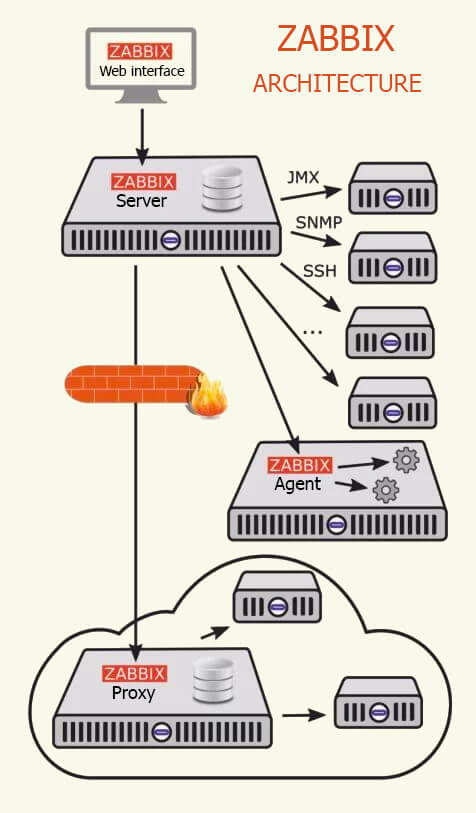 ZABBIX
ARCHITECTURE
ZABBIX
Web interface
ZABBIX
Server
JMX
SNMP
SSH
...
ZABBIX
Agent
ZABBIX
Proxy